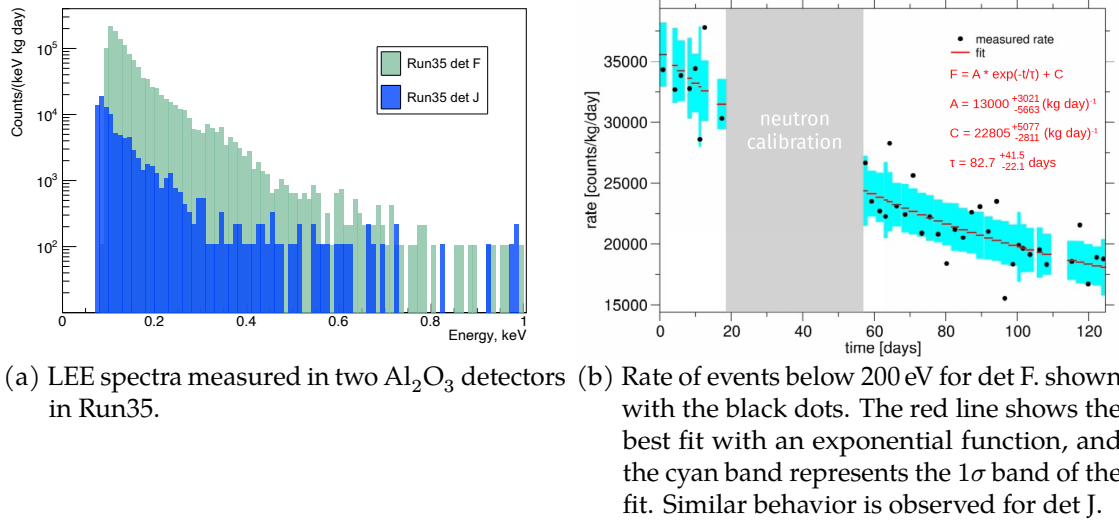 Counts/(keV kg day)
10^5
10^4
10^3
10^2
0 0.2 0.4 0.6 0.8 1
Energy, keV
Run35 det F
Run35 det J
rate [counts/kg/day]
35000
30000
25000
20000
15000
0 20 40 60 80 100 120
time [days]
neutron
calibration
measured rate
fit
F = A * exp(-t/τ) + C
A = 13000 +3021 -5663 (kg day)⁻¹
C = 22805 +5077 -2811 (kg day)⁻¹
τ = 82.7 +41.5 -22.1 days
(a) LEE spectra measured in two Al₂O₃ detectors
in Run35.
(b) Rate of events below 200 eV for det F. shown
with the black dots. The red line shows the
best fit with an exponential function, and
the cyan band represents the 1σ band of the
fit. Similar behavior is observed for det J.